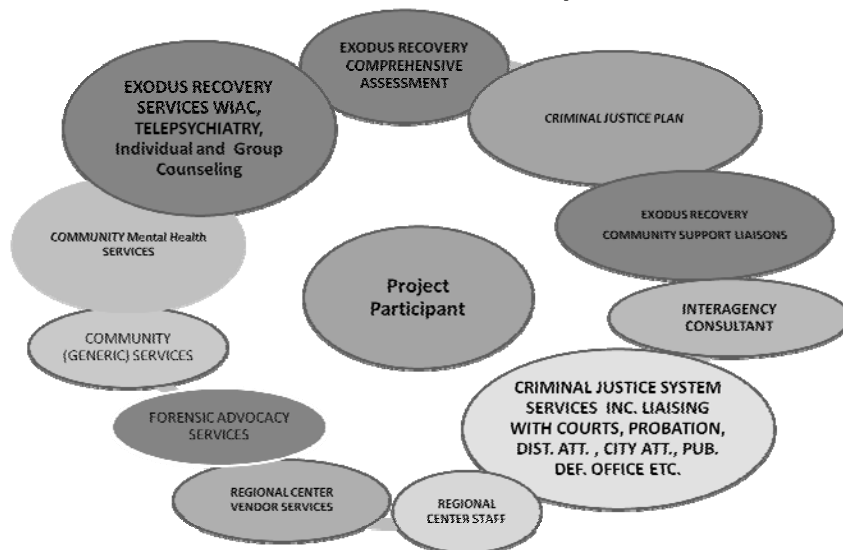 EXODUS RECOVERY
COMPREHENSIVE
ASSESSMENT
EXODUS RECOVERY
SERVICES WIAC,
TELEPSYCHIATRY,
Individual and Group
Counseling
CRIMINAL JUSTICE PLAN
EXODUS RECOVERY
COMMUNITY SUPPORT LIAISONS
COMMUNITY Mental Health
SERVICES
Project
Participant
INTERAGENCY
CONSULTANT
COMMUNITY
(GENERIC) SERVICES
CRIMINAL JUSTICE SYSTEM
SERVICES INC. LIAISING
WITH COURTS, PROBATION,
DIST. ATT. , CITY ATT., PUB.
DEF. OFFICE ETC.
FORENSIC ADVOCACY
SERVICES
REGIONAL CENTER
VENDOR SERVICES
REGIONAL
CENTER STAFF